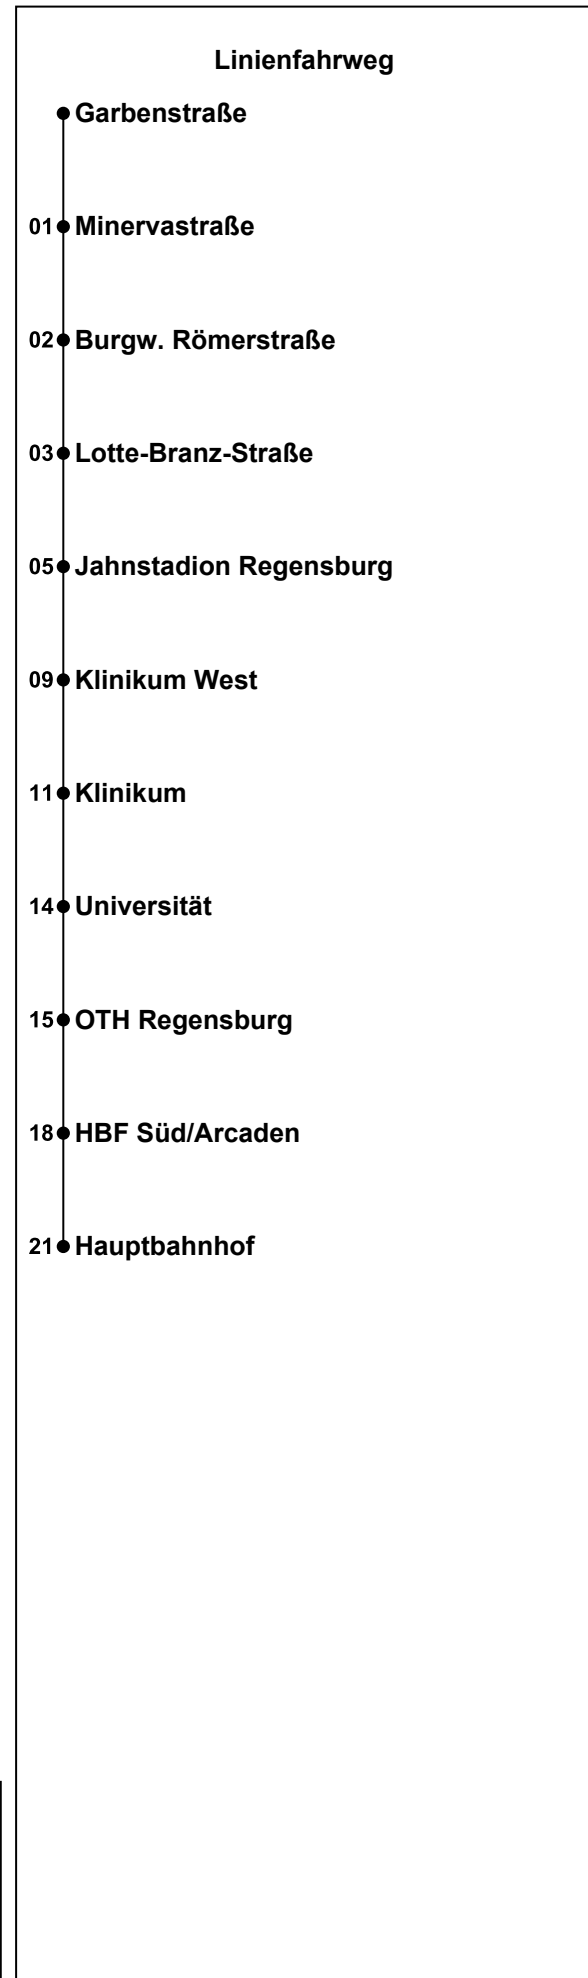 Linienfahrweg
Garbenstraße
01 Minervastraße
02 Burgw. Römerstraße
03 Lotte-Branz-Straße
05 Jahnstadion Regensburg
09 Klinikum West
11 Klinikum
14 Universität
15 OTH Regensburg
18 HBF Süd/Arcaden
21 Hauptbahnhof